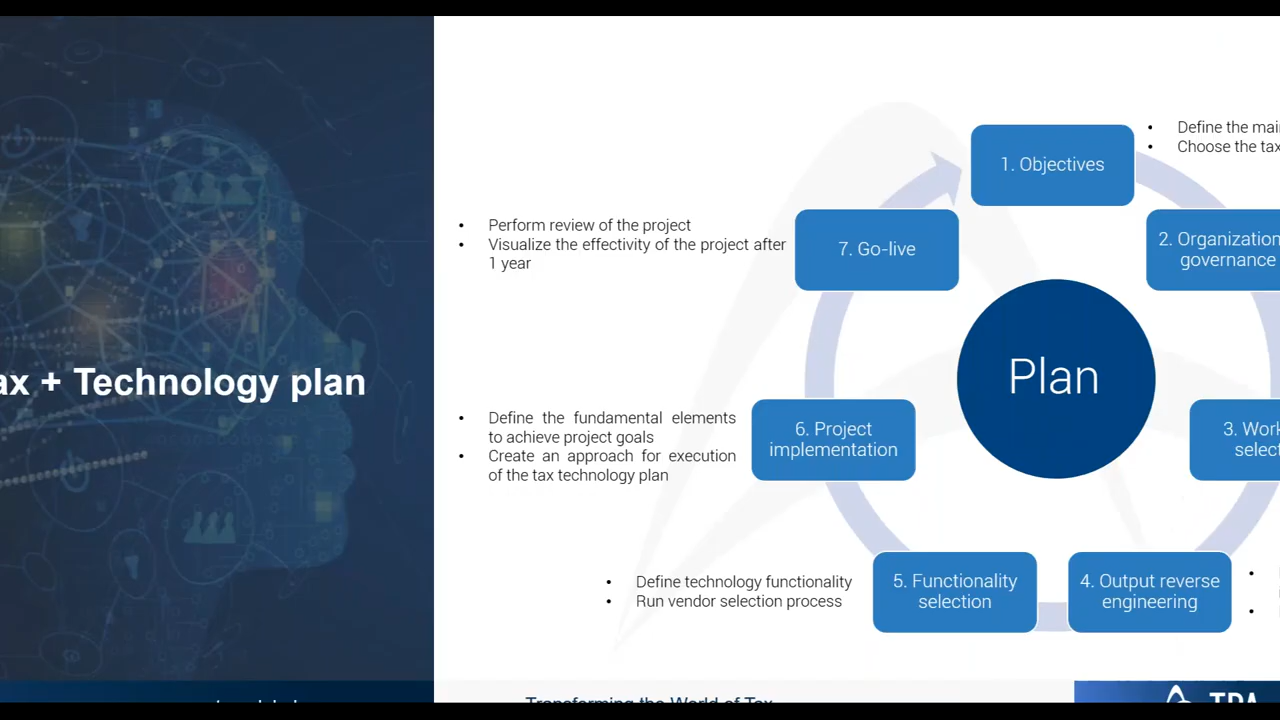 ax + Technology plan
1. Objectives
• Define the mai
• Choose the tax
2. Organization
governance
3. Work
select
4. Output reverse
engineering
5. Functionality
selection
• Define technology functionality
• Run vendor selection process
6. Project
implementation
• Define the fundamental elements
to achieve project goals
• Create an approach for execution
of the tax technology plan
7. Go-live
• Perform review of the project
• Visualize the effectivity of the project after
1 year
Plan
Transforming the World of Tax
TPA